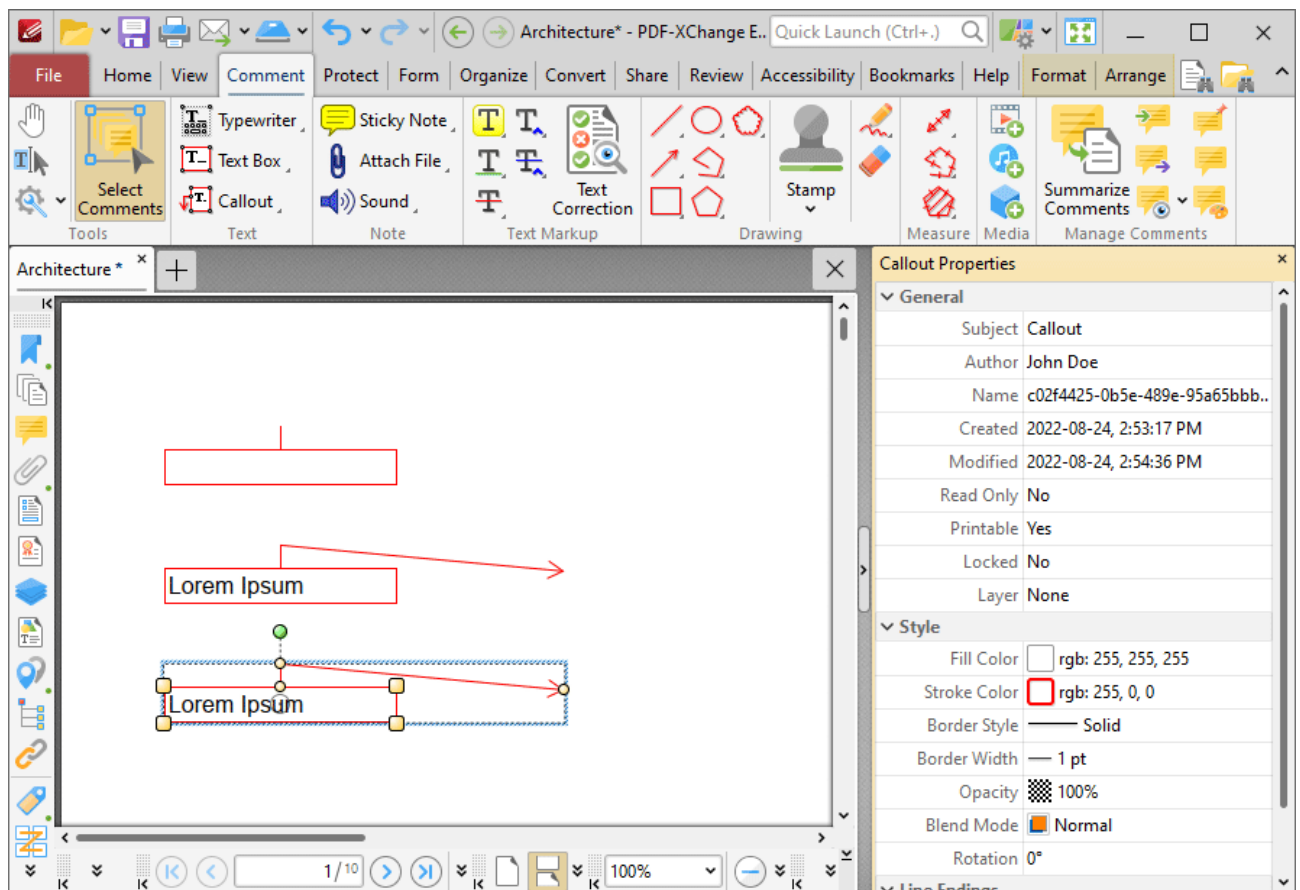 Architecture* - PDF-XChange E.. Quick Launch (Ctrl+.)
File Home View Comment Protect Form Organize Convert Share Review Accessibility Bookmarks Help Format Arrange
Typewriter Sticky Note
Text Box Attach File
Select Comments
Callout Sound
Text Correction
Stamp
Summarize Comments
Tools Text Note Text Markup Drawing Measure Media Manage Comments
Architecture *
Lorem Ipsum
Lorem Ipsum
1/10
100%
Callout Properties
General
Subject Callout
Author John Doe
Name c02f4425-0b5e-489e-95a65bbb..
Created 2022-08-24, 2:53:17 PM
Modified 2022-08-24, 2:54:36 PM
Read Only No
Printable Yes
Locked No
Layer None
Style
Fill Color rgb: 255, 255, 255
Stroke Color rgb: 255, 0, 0
Border Style Solid
Border Width 1 pt
Opacity 100%
Blend Mode Normal
Rotation 0°
Line Endings